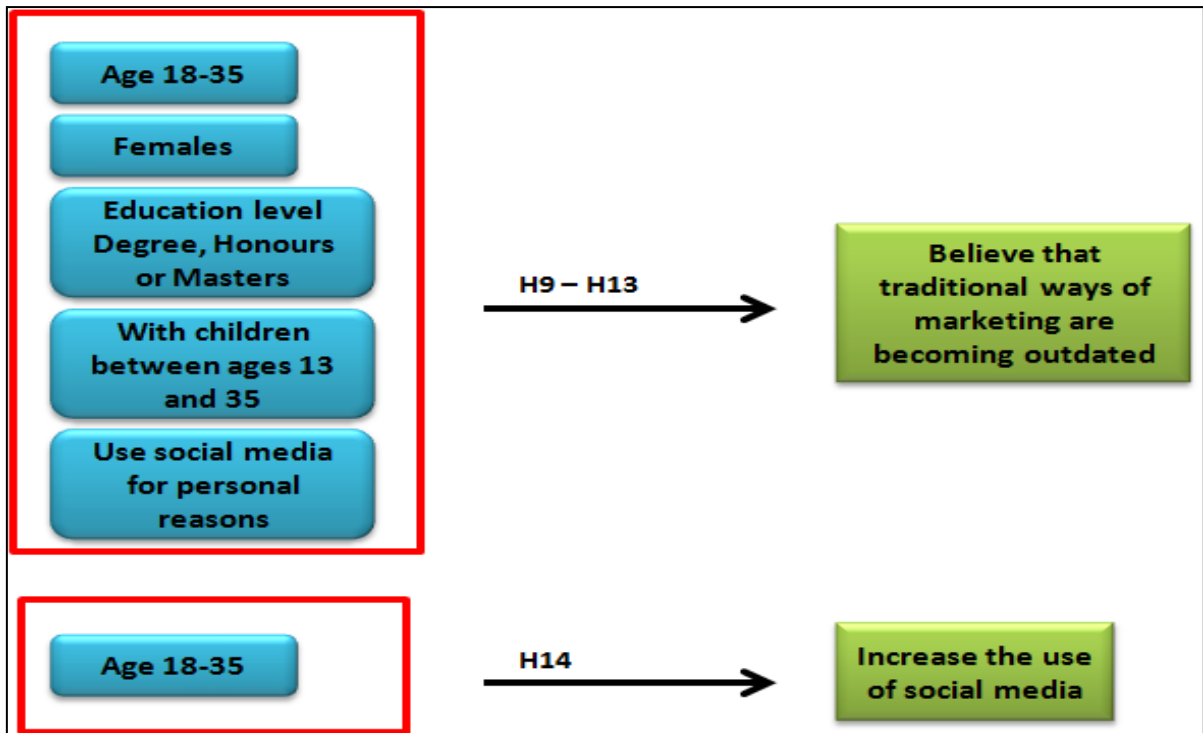 Age 18-35
Females
Education level
Degree, Honours
or Masters
With children
between ages 13
and 35
Use social media
for personal
reasons
H9 – H13
Believe that
traditional ways of
marketing are
becoming outdated
Age 18-35
H14
Increase the use
of social media